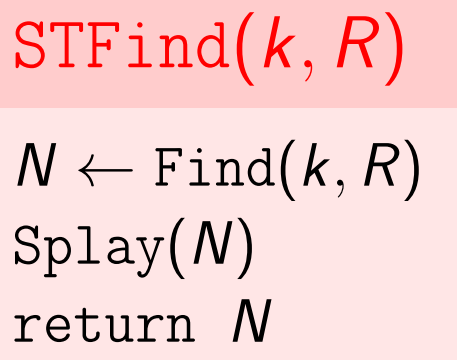 STFind(k, R)
N ← Find(k, R)
Splay(N)
return N